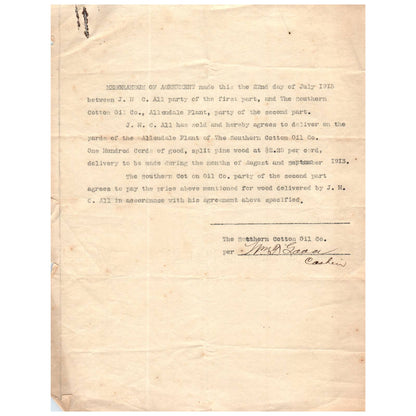 MEMORANDUM OF AGREEMENT made this the 22nd day of July 1913
between J. H C. All party of the first part, and The Southern
Cotton Oil Co., Allendale Plant, party of the second part.
J. H. C. All has sold and hereby agrees to deliver on the
yards of the Allendale Plant of The Southern Cotton Oil Co.
One Hundred Cords of good, split pine wood at $2.25 per cord,
delivery to be made during the months of August and September 1913.
The Southern Cot on Oil Co, party of the second part
agrees to pay the price above mentioned for wood delivered by J. H.
C. All in accordance with his agreement above specified.
The Southern Cotton Oil Co.
per
Cashier